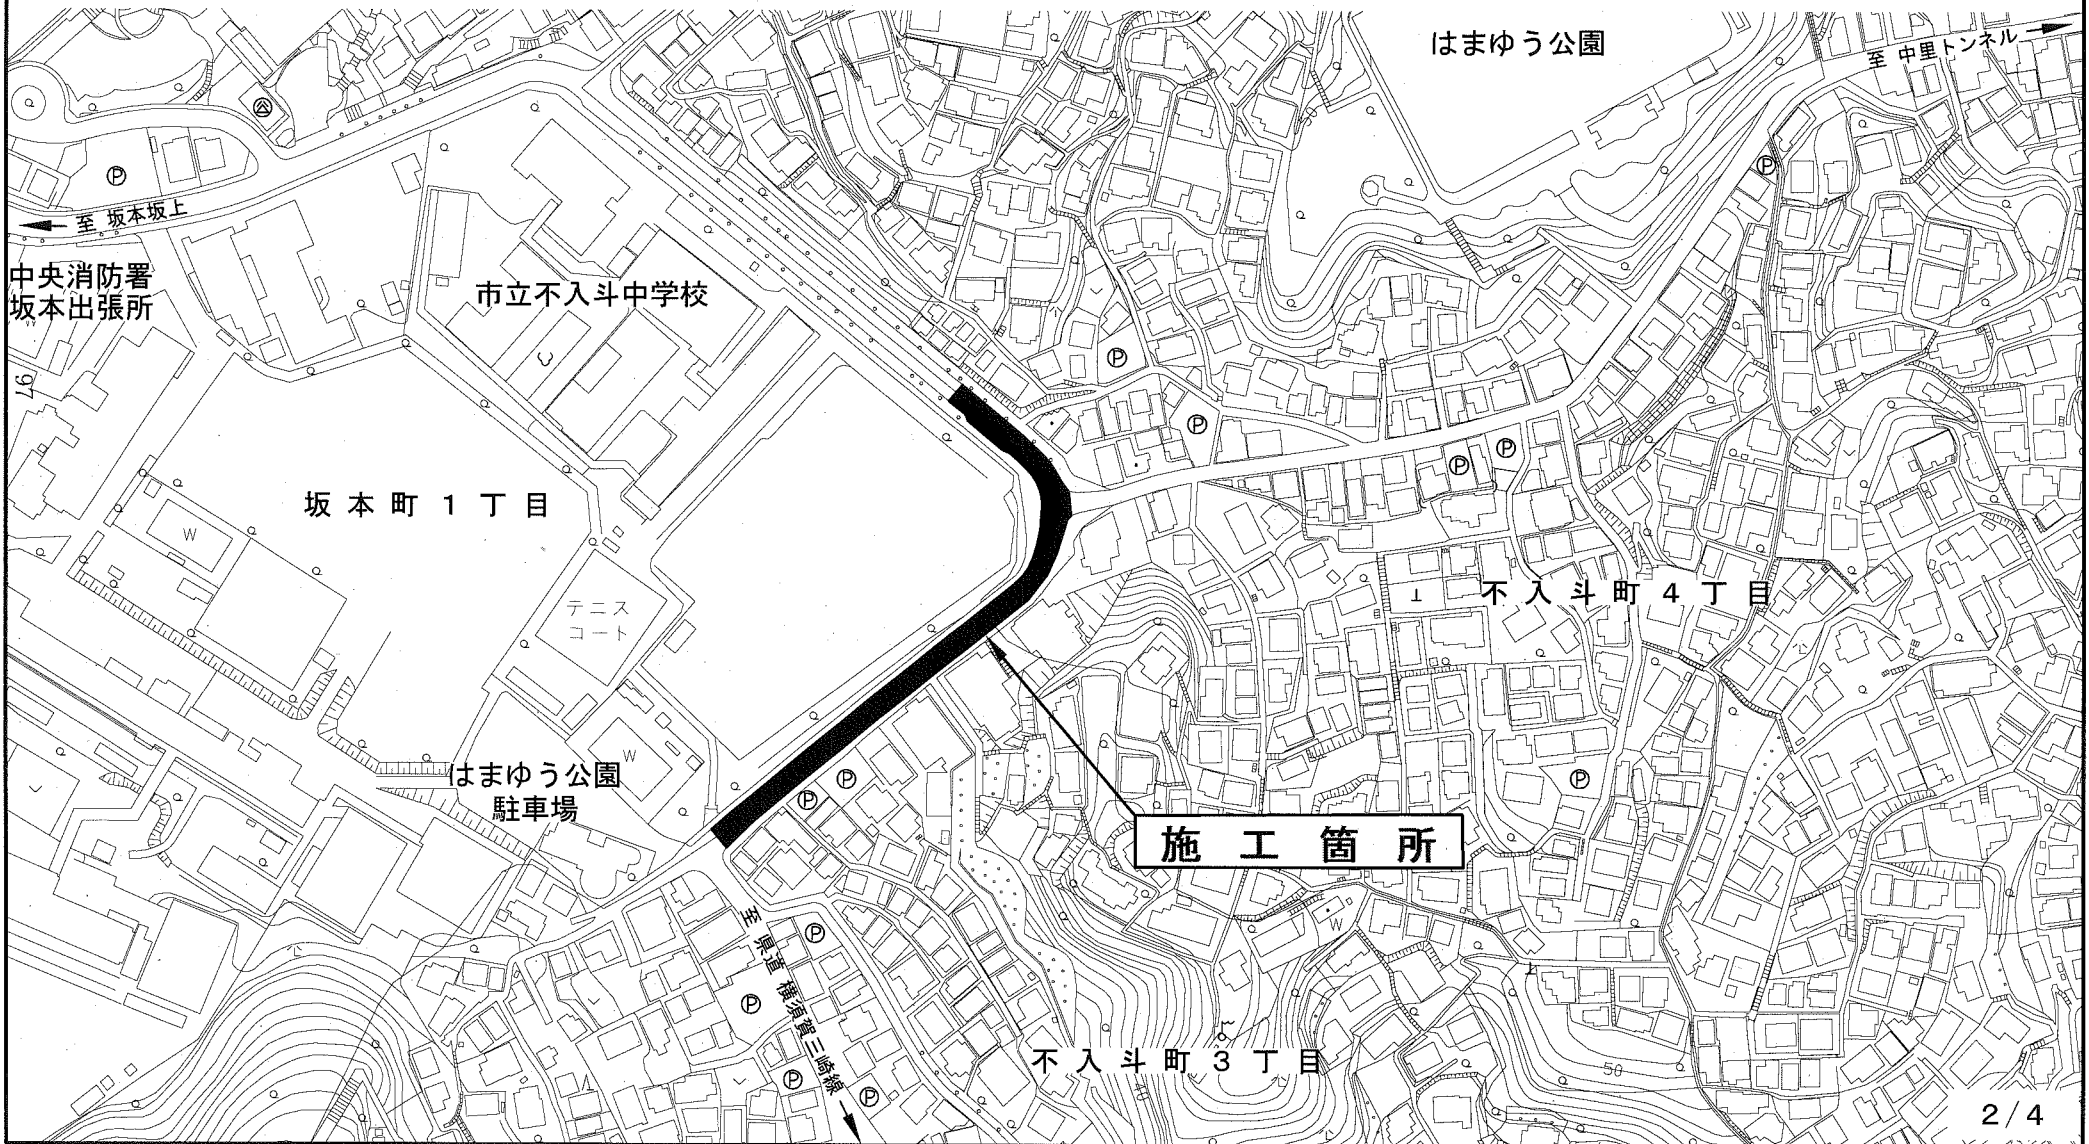 はまゆう公園
至 中里トンネル
Ⓟ
Ⓟ
至 坂本坂上
中央消防署
坂本出張所
市立不入斗中学校
97
Ⓟ
Ⓟ
Ⓟ
Ⓟ
坂本町１丁目
W
テニス
コート
不入斗町４丁目
はまゆう公園
駐車場
W
Ⓟ
Ⓟ
Ⓟ
施工箇所
至 県道 横須賀三崎線
Ⓟ
Ⓟ
W
不入斗町３丁目
Ⓟ
Ⓟ
40
50
2/4